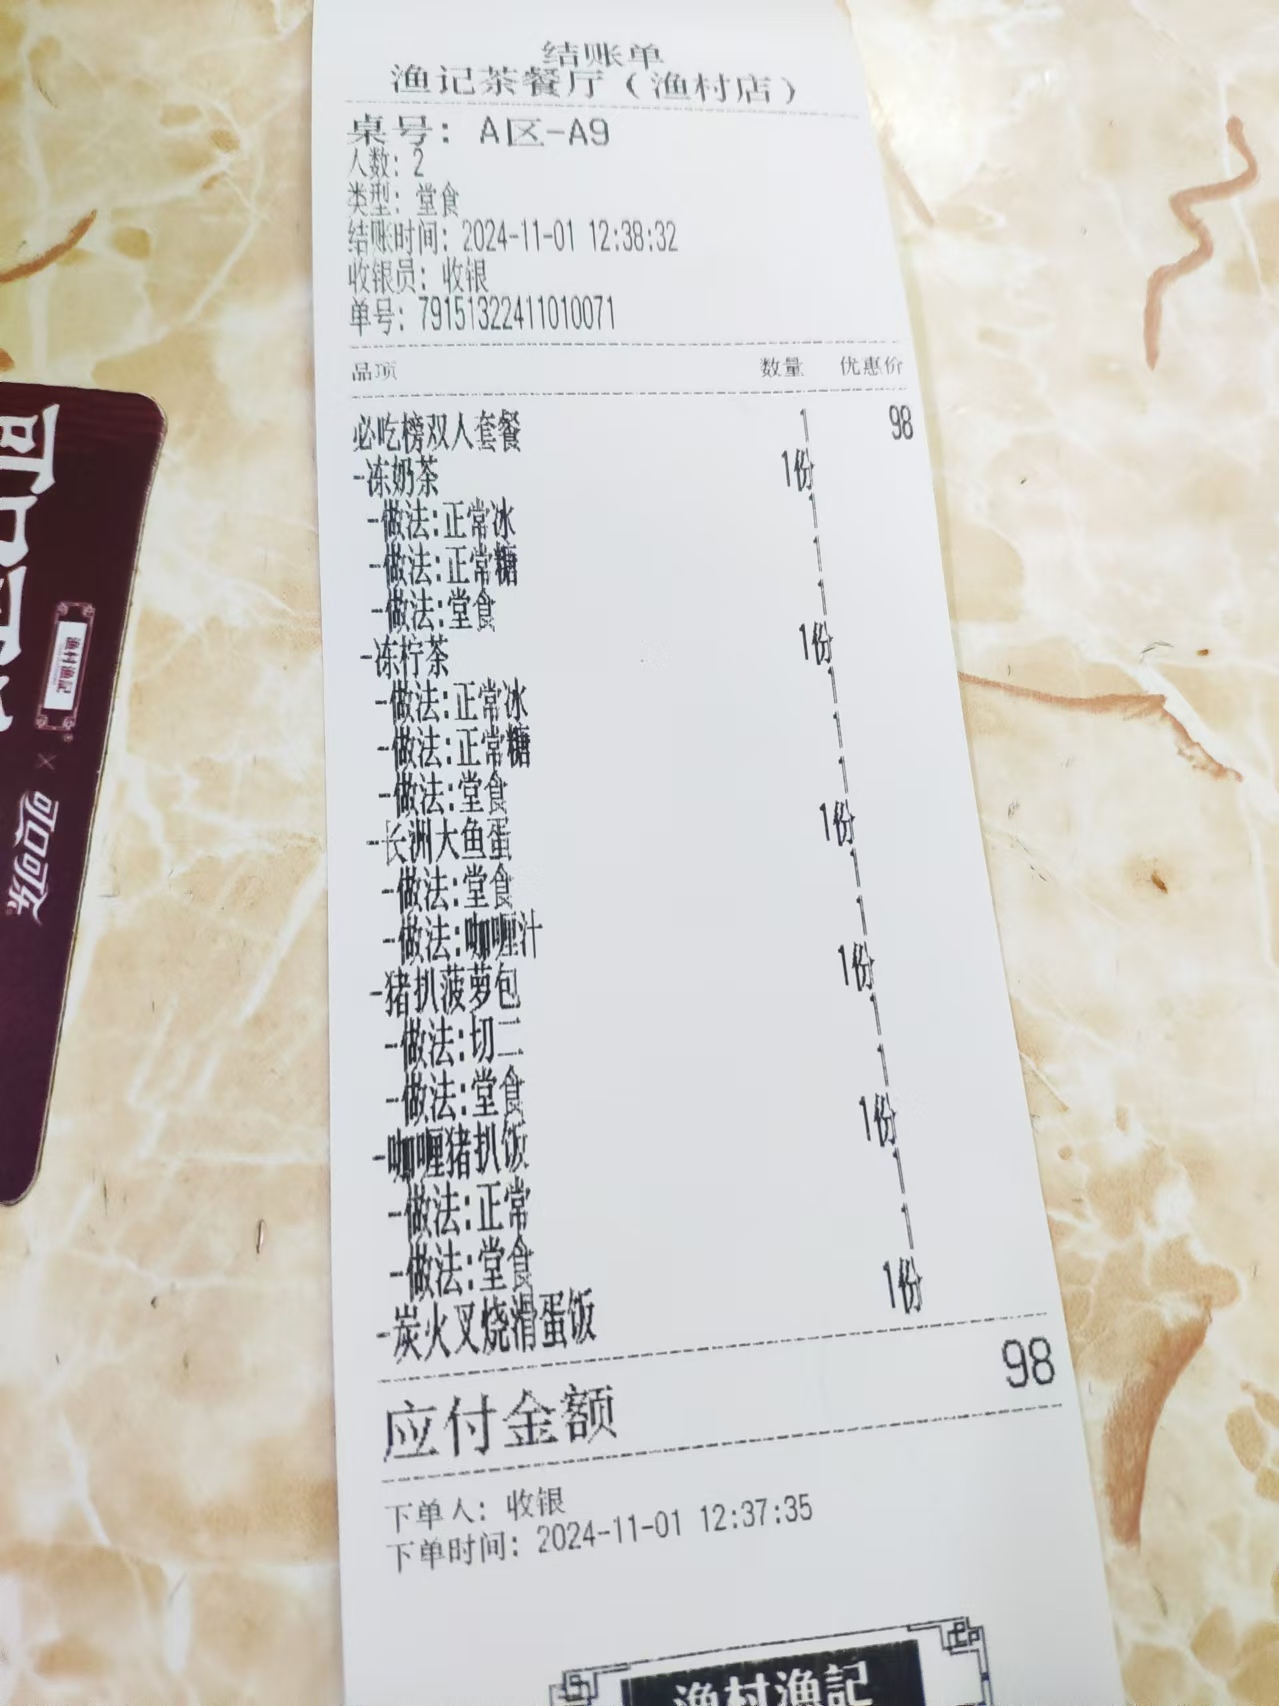 结账单
渔记茶餐厅（渔村店）
桌号：A区-A9
人数：2
类型：堂食
结账时间：2024-11-01 12:38:32
收银员：收银
单号：79151322411010071
品项 数量 优惠价
必吃榜双人套餐 1 98
-冻奶茶 1份
-做法:正常冰 1
-做法:正常糖 1
-做法:堂食 1
-冻柠茶 1份
-做法:正常冰 1
-做法:正常糖 1
-做法:堂食 1
-长洲大鱼蛋 1份
-做法:堂食 1
-做法:咖喱汁 1
-猪扒菠萝包 1份
-做法:切二 1
-做法:堂食 1
-咖喱猪扒饭 1份
-做法:正常 1
-做法:堂食 1
-炭火叉烧滑蛋饭 1份
应付金额 98
下单人：收银
下单时间：2024-11-01 12:37:35
渔村渔記
渔村渔記
×
可口可乐